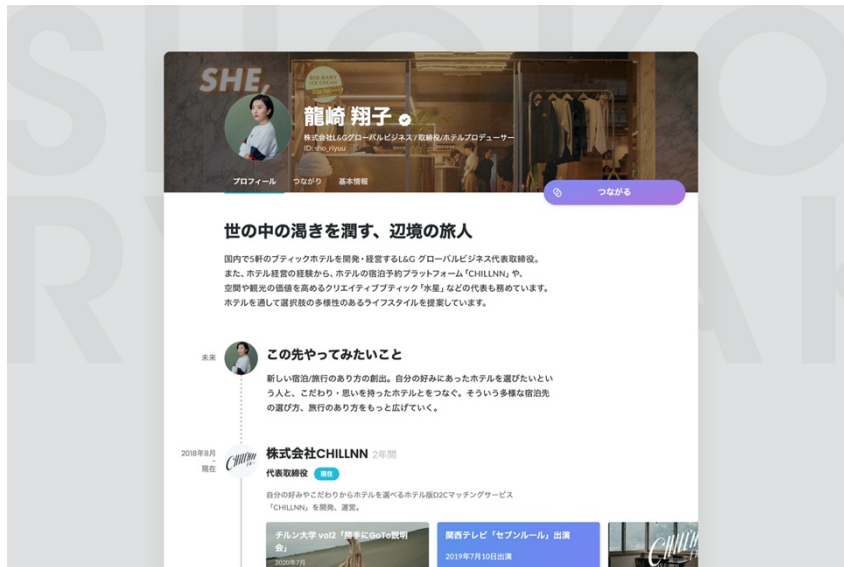 SHOKO
RY AK
SHE,
BIG BABY
ICE CREAM
龍崎 翔子
株式会社L&Gグローバルビジネス / 取締役/ホテルプロデューサー
ID: sho_riyuu
プロフィール つながり 基本情報
つながる
世の中の渇きを潤す、辺境の旅人
国内で5軒のブティックホテルを開発・経営するL&G グローバルビジネス代表取締役。
また、ホテル経営の経験から、ホテルの宿泊予約プラットフォーム「CHILLNN」や、
空間や観光の価値を高めるクリエイティブブティック「水星」などの代表も務めています。
ホテルを通して選択肢の多様性のあるライフスタイルを提案しています。
未来
この先やってみたいこと
新しい宿泊/旅行のあり方の創出。自分の好みにあったホテルを選びたいとい
う人と、こだわり・思いを持ったホテルとをつなぐ。そういう多様な宿泊先
の選び方、旅行のあり方をもっと広げていく。
2018年8月
-
現在
CHILLNN
株式会社CHILLNN 2年間
代表取締役 現在
自分の好みやこだわりからホテルを選べるホテル版D2Cマッチングサービス
「CHILLNN」を開発、運営。
チルン大学 vol2「勝手にGoTo説明
会」
2020年7月
関西テレビ「セブンルール」出演
2019年7月10日出演